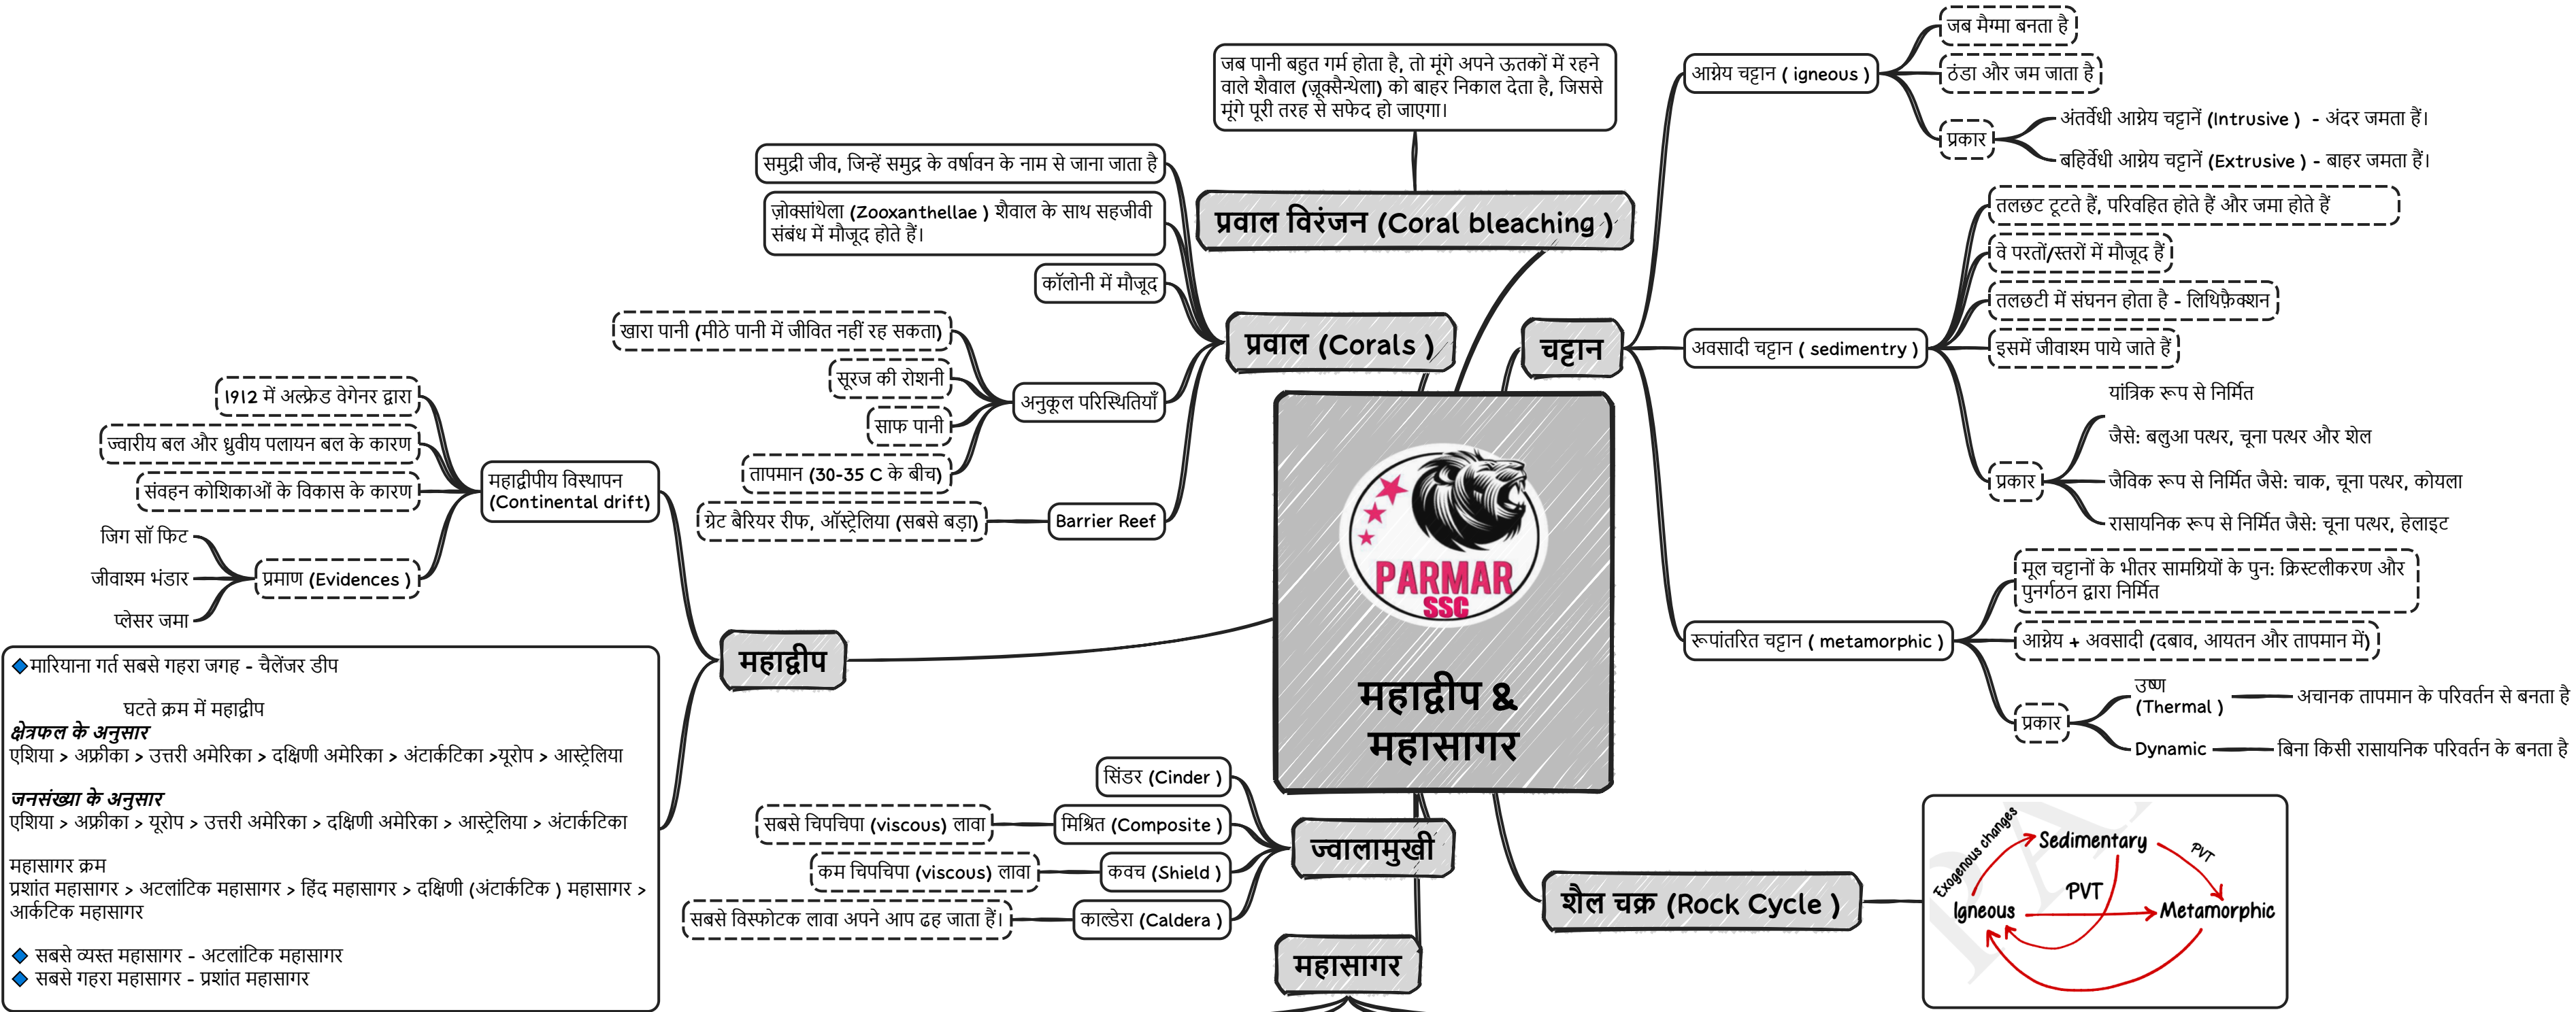 जब पानी बहुत गर्म होता है, तो मूंगे अपने ऊतकों में रहने
वाले शैवाल (ज़ूक्सैन्थेला) को बाहर निकाल देता है, जिससे
मूंगे पूरी तरह से सफेद हो जाएगा।
प्रवाल विरंजन (Coral bleaching )
समुद्री जीव, जिन्हें समुद्र के वर्षावन के नाम से जाना जाता है
ज़ोक्सांथेला (Zooxanthellae ) शैवाल के साथ सहजीवी
संबंध में मौजूद होते हैं।
कॉलोनी में मौजूद
प्रवाल (Corals )
खारा पानी (मीठे पानी में जीवित नहीं रह सकता)
सूरज की रोशनी
साफ पानी
तापमान (30-35 C के बीच)
अनुकूल परिस्थितियाँ
ग्रेट बैरियर रीफ, ऑस्ट्रेलिया (सबसे बड़ा)
Barrier Reef
1912 में अल्फ्रेड वेगेनर द्वारा
ज्वारीय बल और ध्रुवीय पलायन बल के कारण
संवहन कोशिकाओं के विकास के कारण
महाद्वीपीय विस्थापन
(Continental drift)
जिग सॉ फिट
जीवाश्म भंडार
प्लेसर जमा
प्रमाण (Evidences )
महाद्वीप
मारियाना गर्त सबसे गहरा जगह - चैलेंजर डीप
घटते क्रम में महाद्वीप
क्षेत्रफल के अनुसार
एशिया > अफ्रीका > उत्तरी अमेरिका > दक्षिणी अमेरिका > अंटार्कटिका >यूरोप > आस्ट्रेलिया
जनसंख्या के अनुसार
एशिया > अफ्रीका > यूरोप > उत्तरी अमेरिका > दक्षिणी अमेरिका > आस्ट्रेलिया > अंटार्कटिका
महासागर क्रम
प्रशांत महासागर > अटलांटिक महासागर > हिंद महासागर > दक्षिणी (अंटार्कटिक ) महासागर >
आर्कटिक महासागर
सबसे व्यस्त महासागर - अटलांटिक महासागर
सबसे गहरा महासागर - प्रशांत महासागर
PARMAR
SSC
महाद्वीप &
महासागर
सिंडर (Cinder )
सबसे चिपचिपा (viscous) लावा
मिश्रित (Composite )
कम चिपचिपा (viscous) लावा
कवच (Shield )
सबसे विस्फोटक लावा अपने आप ढह जाता हैं।
काल्डेरा (Caldera )
ज्वालामुखी
महासागर
चट्टान
आग्नेय चट्टान ( igneous )
जब मैग्मा बनता है
ठंडा और जम जाता है
प्रकार
अंतर्वेधी आग्नेय चट्टानें (Intrusive ) - अंदर जमता हैं।
बहिर्वेधी आग्नेय चट्टानें (Extrusive ) - बाहर जमता हैं।
अवसादी चट्टान ( sedimentry )
तलछट टूटते हैं, परिवहित होते हैं और जमा होते हैं
वे परतों/स्तरों में मौजूद हैं
तलछटी में संघनन होता है - लिथिफ़ैक्शन
इसमें जीवाश्म पाये जाते हैं
प्रकार
यांत्रिक रूप से निर्मित
जैसे: बलुआ पत्थर, चूना पत्थर और शेल
जैविक रूप से निर्मित जैसे: चाक, चूना पत्थर, कोयला
रासायनिक रूप से निर्मित जैसे: चूना पत्थर, हेलाइट
रूपांतरित चट्टान ( metamorphic )
मूल चट्टानों के भीतर सामग्रियों के पुन: क्रिस्टलीकरण और
पुनर्गठन द्वारा निर्मित
आग्नेय + अवसादी (दबाव, आयतन और तापमान में)
प्रकार
उष्ण
(Thermal )
अचानक तापमान के परिवर्तन से बनता है
Dynamic
बिना किसी रासायनिक परिवर्तन के बनता है
शैल चक्र (Rock Cycle )
Exogenous changes
Sedimentary
PVT
PVT
Igneous
Metamorphic